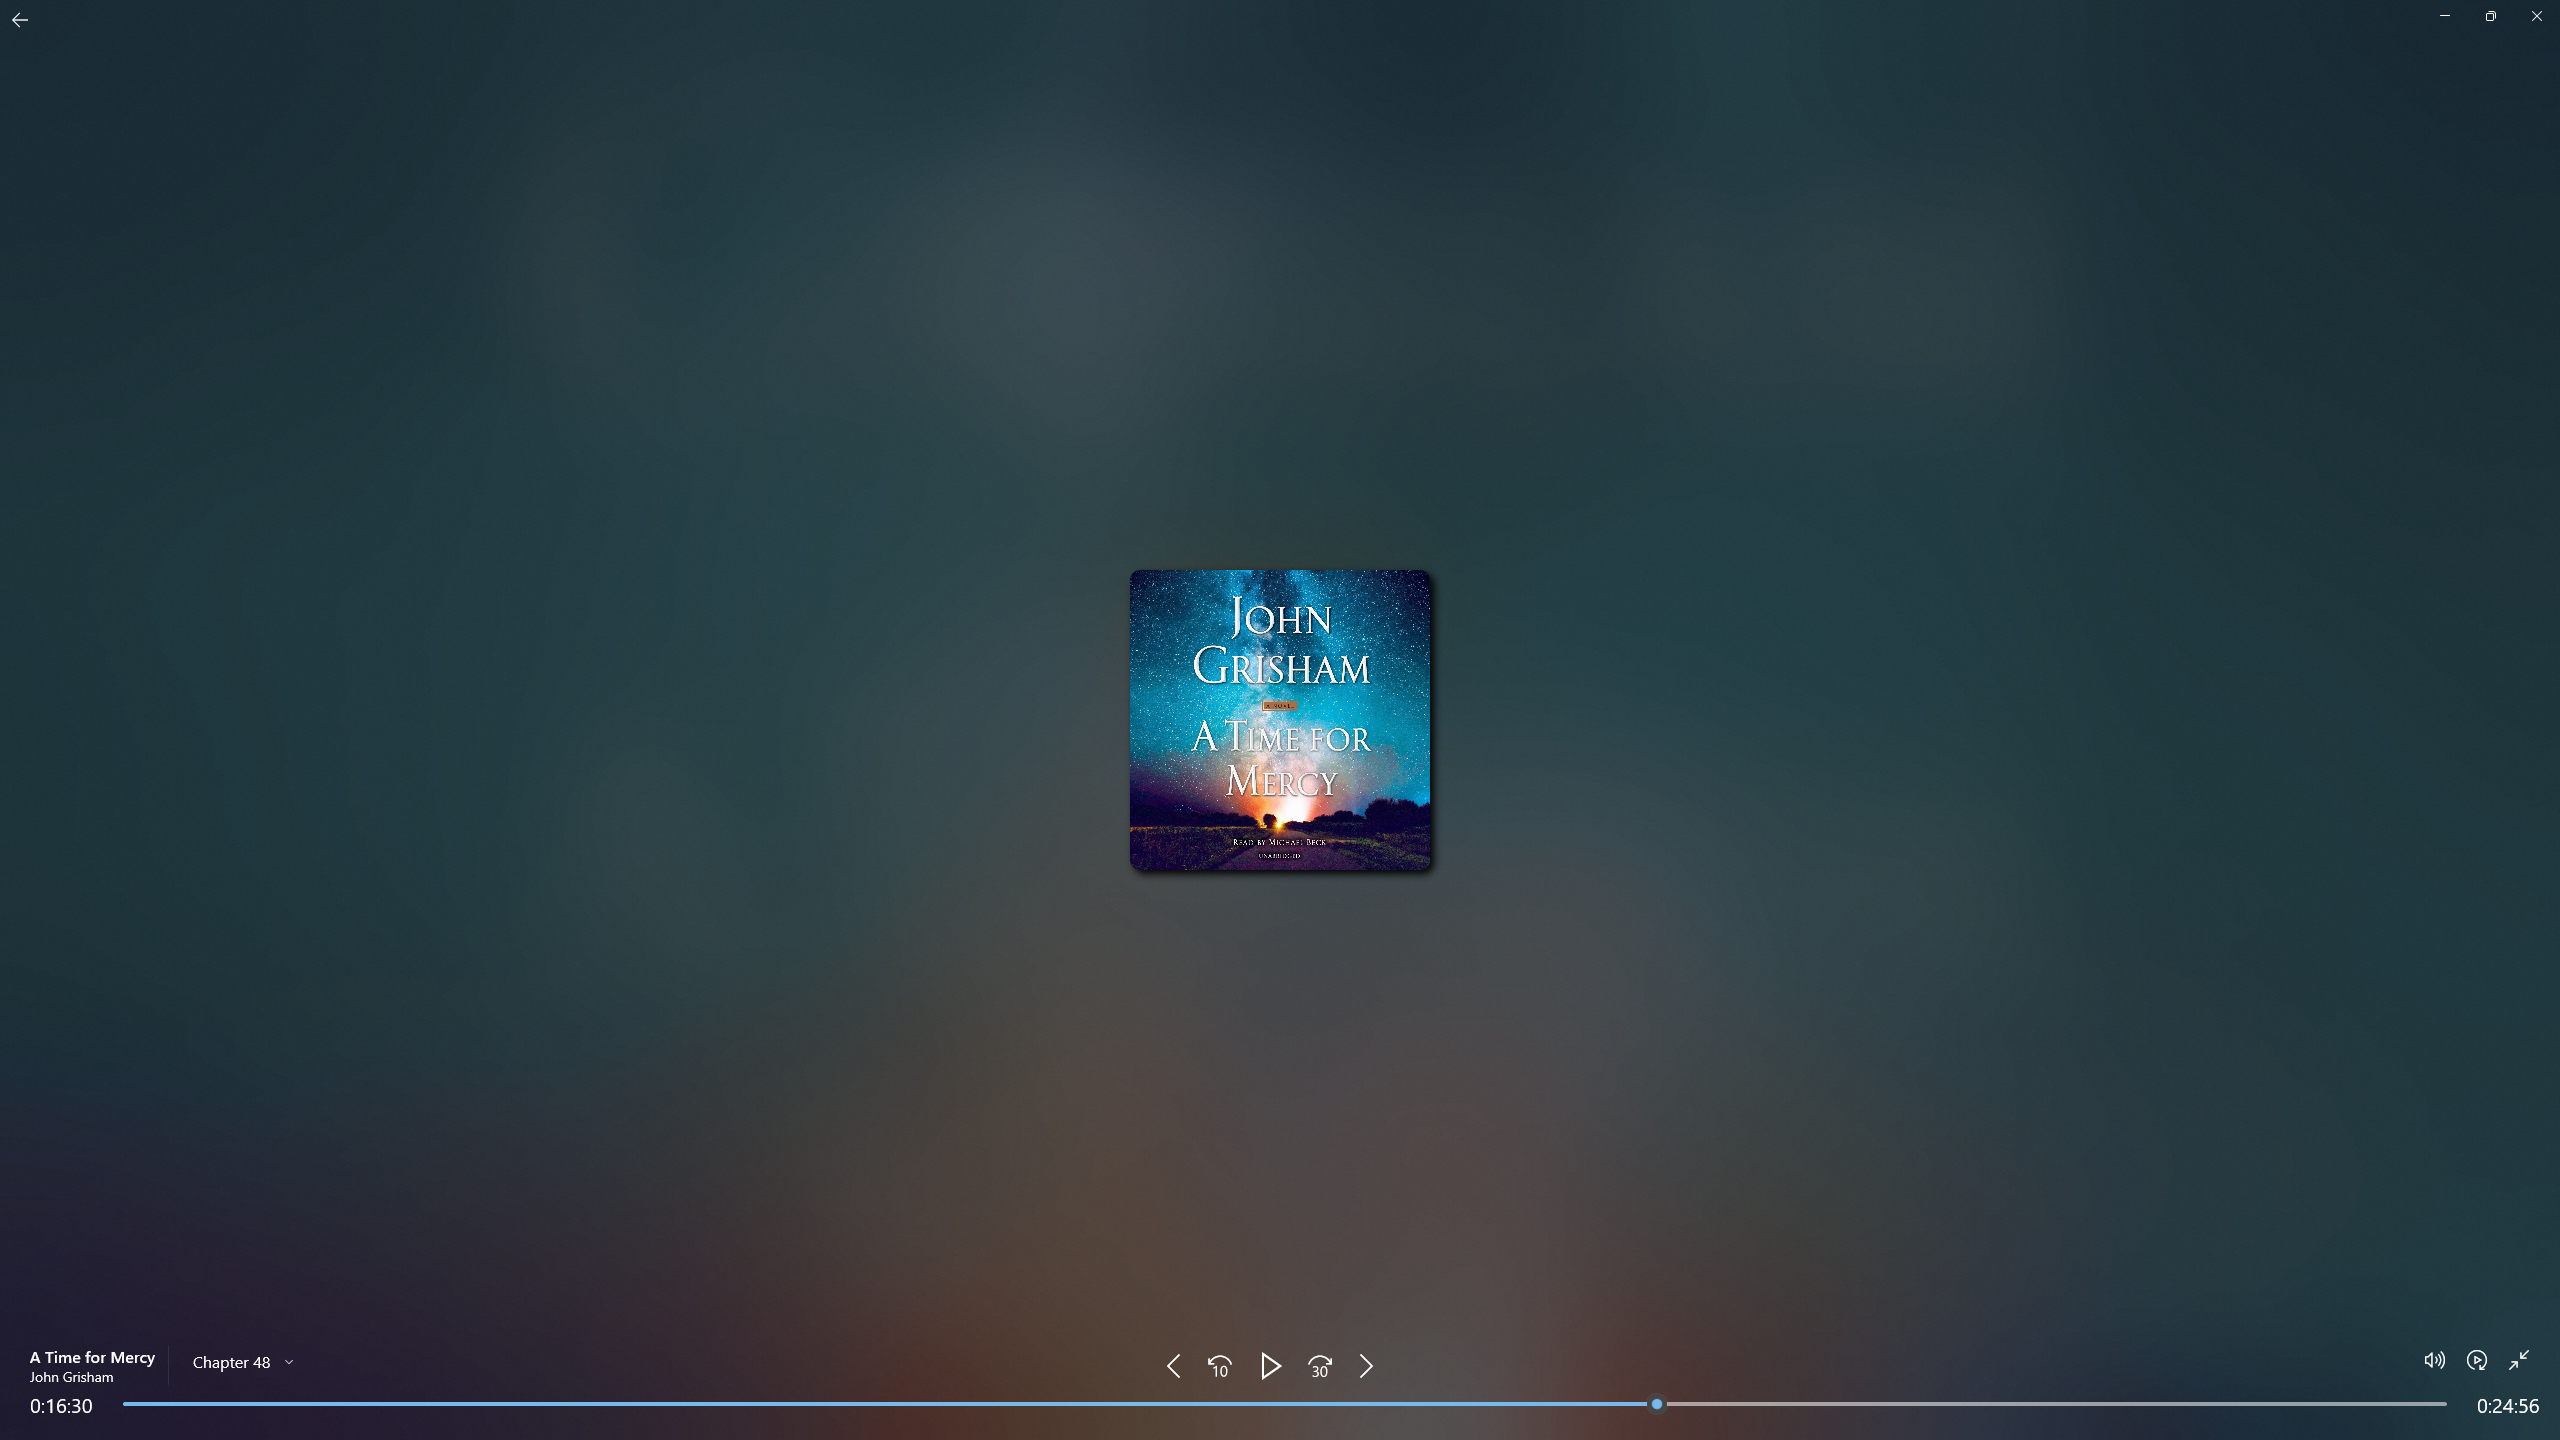 JOHN
GRISHAM
A NOVEL
A TIME FOR
MERCY
READ BY MICHAEL BECK
UNABRIDGED
A Time for Mercy
John Grisham
Chapter 48
10
30
0:16:30
0:24:56